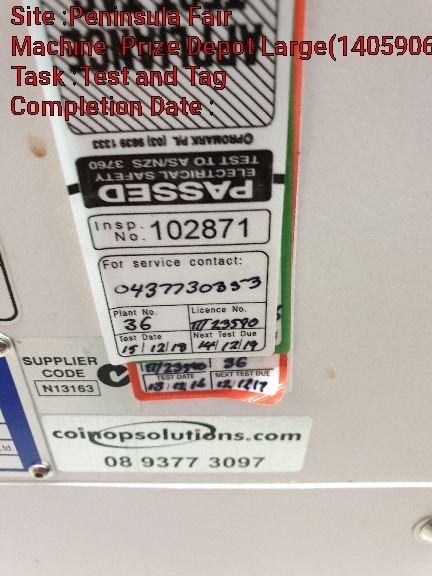 Site :Peninsula Fair
Machine :Prize Depot Large(1405906
Task :Test and Tag
Completion Date :
©PROMARK P/L (03) 9639 1333
TEST TO AS/NZS 3760
ELECTRICAL SAFETY
PASSED
Insp. No. 102871
For service contact:
0437730353
Plant No. Licence No.
36 23590
Test Date Next Test Due
15/12/18 14/12/19
36
TEST DATE NEXT TEST DUE
12/12/17
SUPPLIER
CODE
N13163
coinopsolutions.com
08 9377 3097
Ltd.